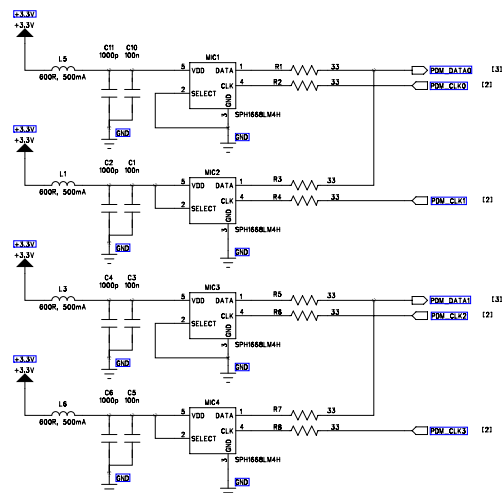 +3.3V
+3.3V
L5
600R, 500mA
C11
1000p
C10
100n
MIC1
5
VDD
DATA
1
R1
33
PDM_DATA0
[3]
CLK
4
R2
PDM_CLK0
[2]
2
SELECT
GND
3
SPH1668LM4H
GND
GND
+3.3V
+3.3V
L1
600R, 500mA
C2
1000p
C1
100n
MIC2
5
VDD
DATA
1
R3
33
CLK
4
R4
33
PDM_CLK1
[2]
2
SELECT
GND
3
SPH1668LM4H
GND
GND
+3.3V
+3.3V
L3
600R, 500mA
C4
1000p
C3
100n
MIC3
5
VDD
DATA
1
R5
33
PDM_DATA1
[3]
CLK
4
R6
33
PDM_CLK2
[2]
2
SELECT
GND
3
SPH1668LM4H
GND
GND
+3.3V
+3.3V
L6
600R, 500mA
C6
1000p
C5
100n
MIC4
5
VDD
DATA
1
R7
33
CLK
4
R8
33
PDM_CLK3
[2]
2
SELECT
GND
3
SPH1668LM4H
GND
GND